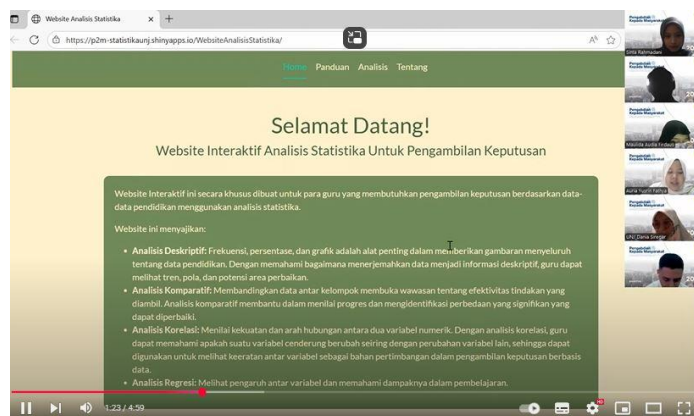 Website Analisis Statistika
https://p2m-statistikaunj.shinyapps.io/WebsiteAnalisisStatistika/
Home Panduan Analisis Tentang
Selamat Datang!
Website Interaktif Analisis Statistika Untuk Pengambilan Keputusan
Website Interaktif ini secara khusus dibuat untuk para guru yang membutuhkan pengambilan keputusan berdasarkan data-
data pendidikan menggunakan analisis statistika.
Website ini menyajikan:
• Analisis Deskriptif: Frekuensi, persentase, dan grafik adalah alat penting dalam memberikan gambaran menyeluruh
tentang data pendidikan. Dengan memahami bagaimana menerjemahkan data menjadi informasi deskriptif, guru dapat
melihat tren, pola, dan potensi area perbaikan.
• Analisis Komparatif: Membandingkan data antar kelompok membuka wawasan tentang efektivitas tindakan yang
diambil. Analisis komparatif membantu dalam menilai progres dan mengidentifikasi perbedaan yang signifikan yang
dapat diperbaiki.
• Analisis Korelasi: Menilai kekuatan dan arah hubungan antara dua variabel numerik. Dengan analisis korelasi, guru
dapat memahami apakah suatu variabel cenderung berubah seiring dengan perubahan variabel lain, sehingga dapat
digunakan untuk melihat keeratan antar variabel sebagai bahan pertimbangan dalam pengambilan keputusan berbasis
data.
• Analisis Regresi: Melihat pengaruh antar variabel dan memahami dampaknya dalam pembelajaran.
1:23 / 4:59
Pengabdian
Kepada Masyarakat
Pengabdian
Kepada Masyarakat
Pengabdian
Kepada Masyarakat
Pengabdian
Kepada Masyarakat
Pengabdian
Kepada Masyarakat
UNJ_Dania Siregar
Pengabdian
Kepada Masyarakat